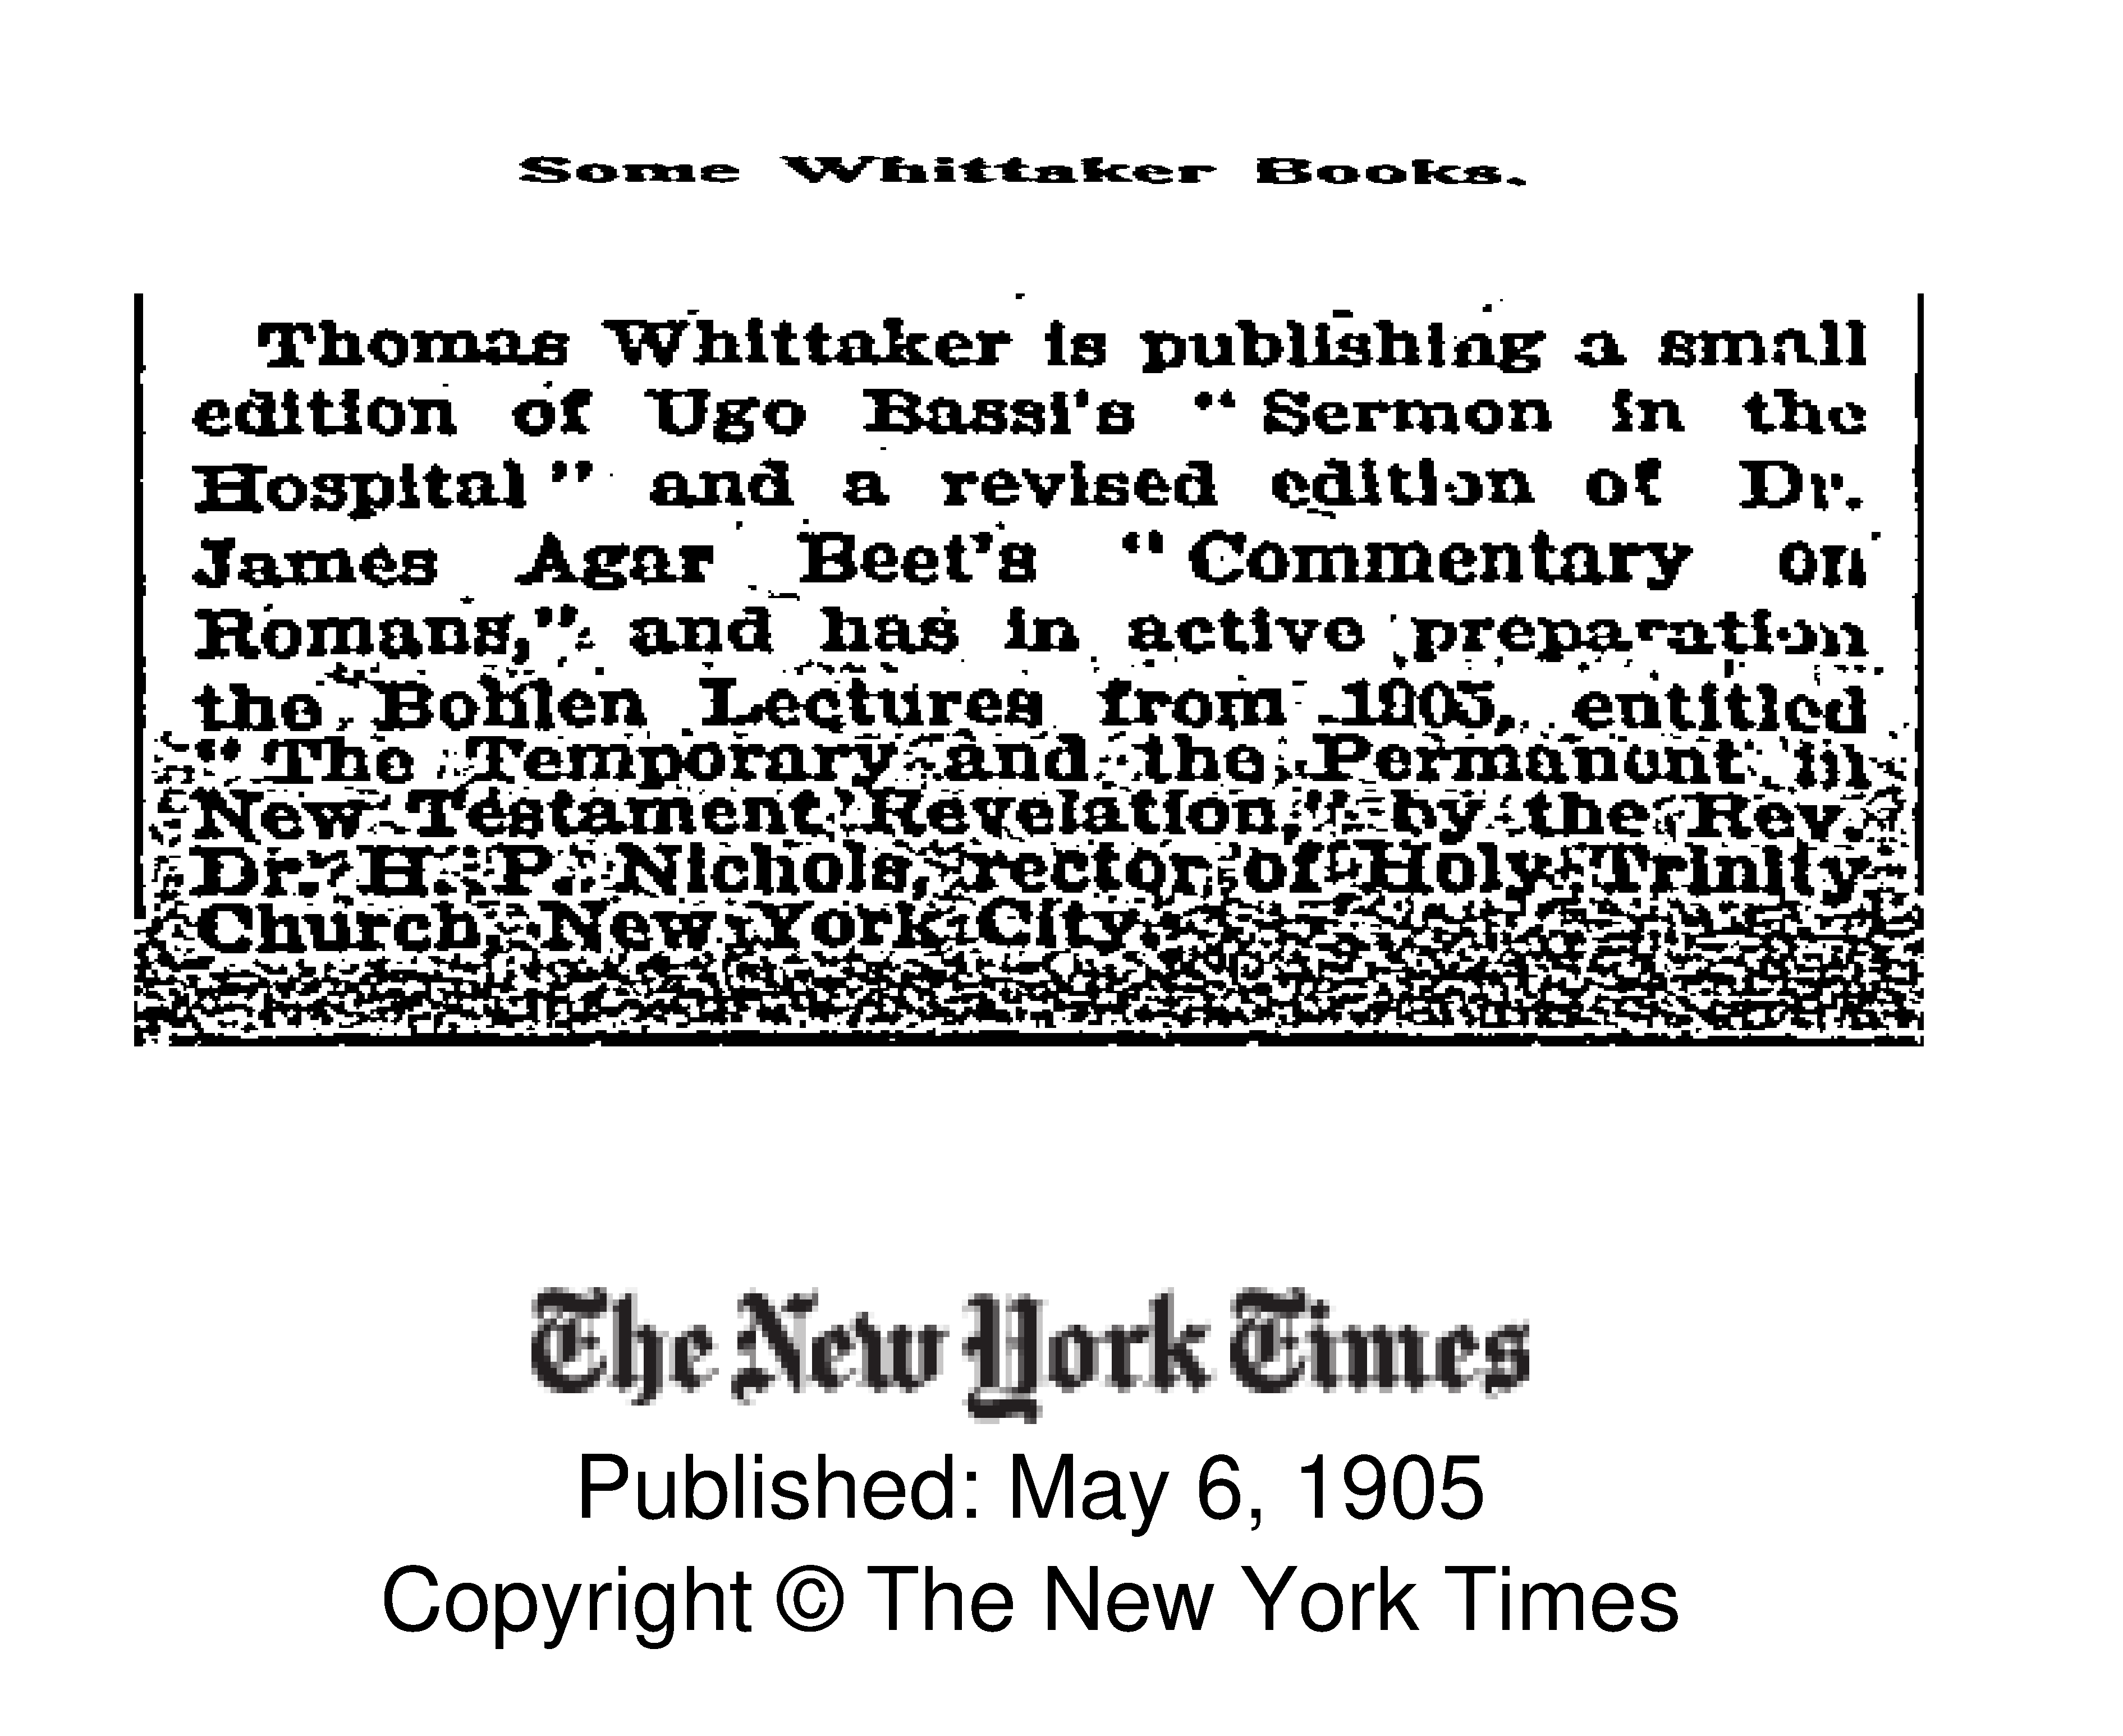 Some Whittaker Books.
Thomas Whittaker is publishing a small
edition of Ugo Bassi's "Sermon in the
Hospital" and a revised edition of Dr.
James Agar Beet's "Commentary on
Romans," and has in active preparation
the Bohlen Lectures from 1905, entitled
"The Temporary and the Permanent in
New Testament Revelation," by the Rev.
Dr. H. P. Nichols, rector of Holy Trinity
Church, New York City.
The New York Times
Published: May 6, 1905
Copyright © The New York Times